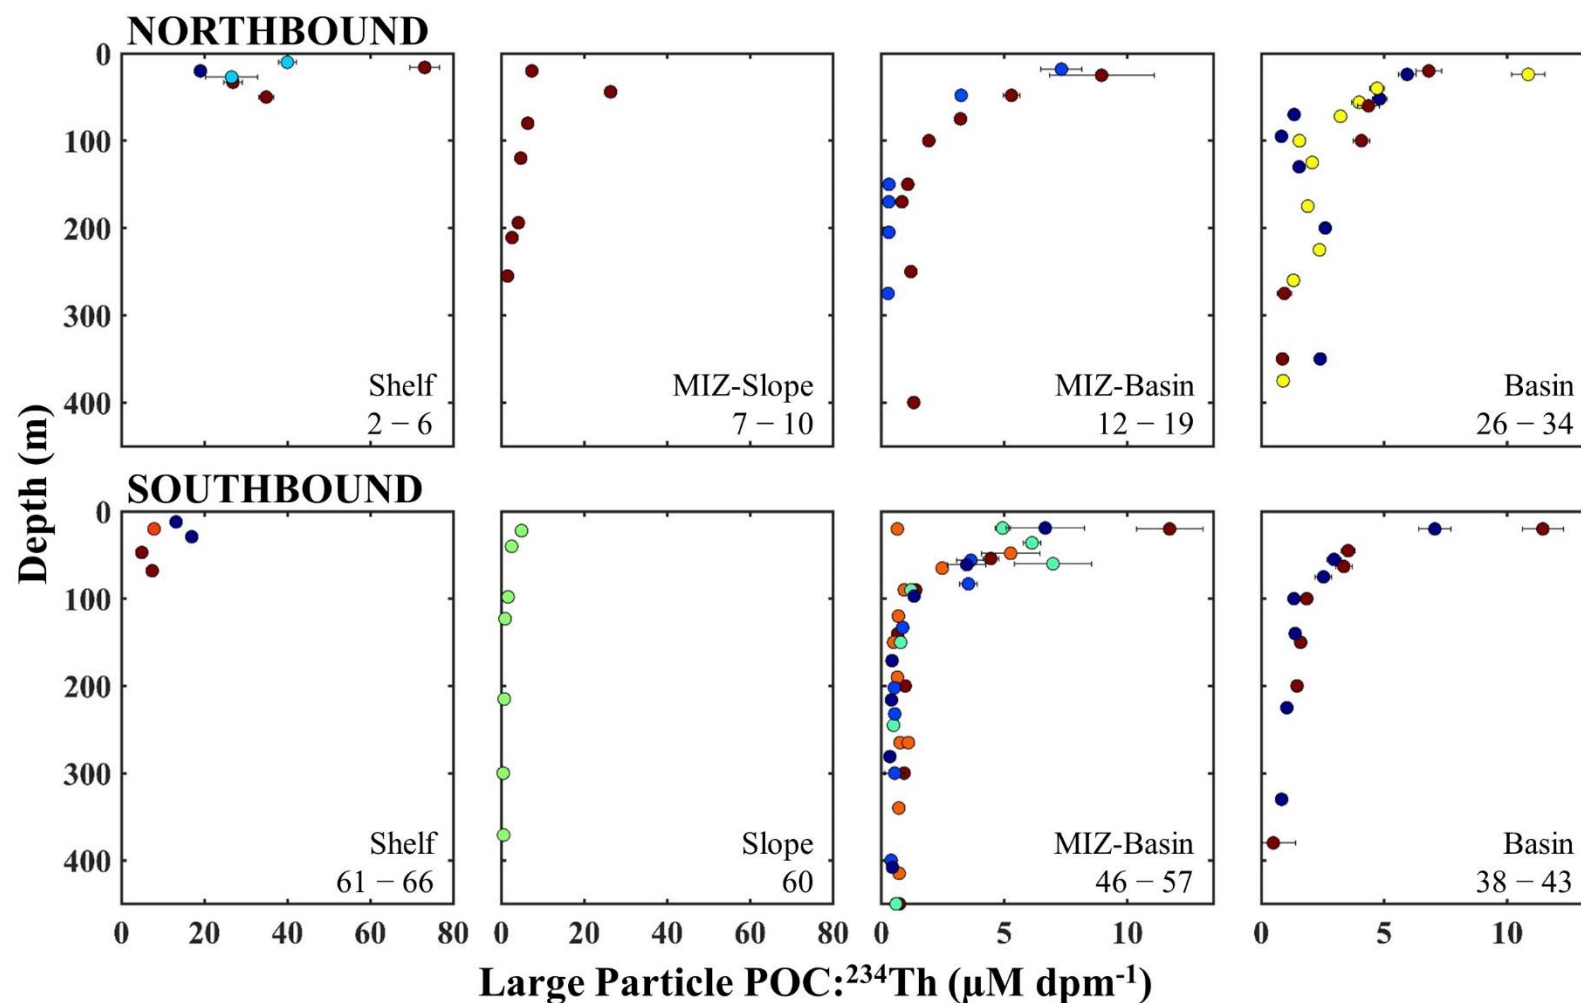 NORTHBOUND
0
100
200
300
400
0 20 40 60 80
0 20 40 60 80
0 5 10
0 5 10
Shelf
2 – 6
MIZ-Slope
7 – 10
MIZ-Basin
12 – 19
Basin
26 – 34
Depth (m)
SOUTHBOUND
0
100
200
300
400
Shelf
61 – 66
Slope
60
MIZ-Basin
46 – 57
Basin
38 – 43
Large Particle POC:²³⁴Th (μM dpm⁻¹)